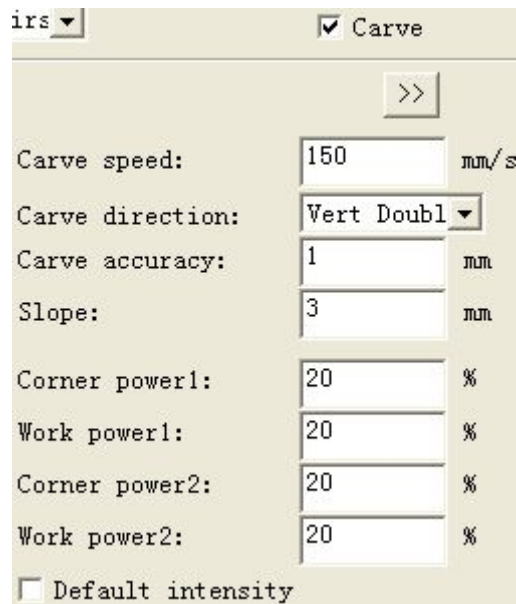 irs
Carve
>>
Carve speed: 150 mm/s
Carve direction: Vert Doubl
Carve accuracy: 1 mm
Slope: 3 mm
Corner power1: 20 %
Work power1: 20 %
Corner power2: 20 %
Work power2: 20 %
Default intensity